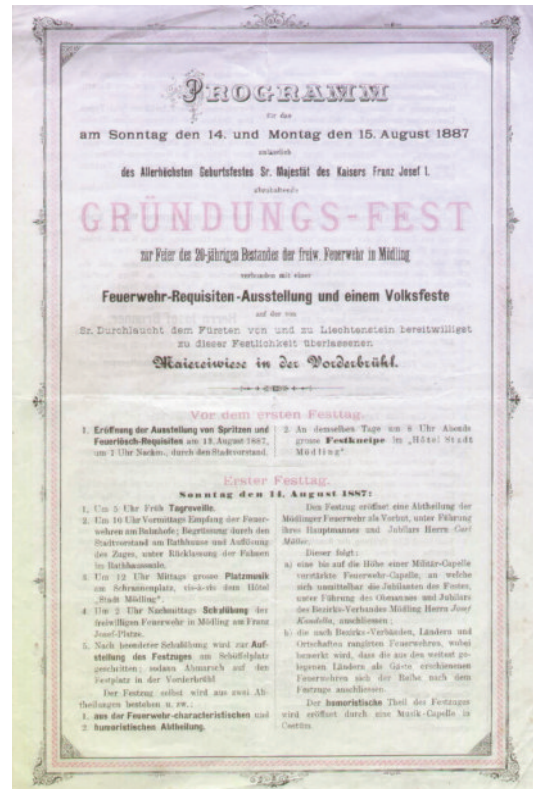 PROGRAMM
für das
am Sonntag den 14. und Montag den 15. August 1887
anlässlich
des Allerhöchsten Geburtsfestes Sr. Majestät des Kaisers Franz Josef I.
abzuhaltende
GRÜNDUNGS-FEST
zur Feier des 20-jährigen Bestandes der freiw. Feuerwehr in Mödling
verbunden mit einer
Feuerwehr-Requisiten-Ausstellung und einem Volksfeste
auf der von
Sr. Durchlaucht dem Fürsten von und zu Liechtenstein bereitwilligst
zu dieser Festlichkeit überlassenen
Maiereiwiese in der Vorderbrühl.
Vor dem ersten Festtag.
1. Eröffnung der Ausstellung von Spritzen und
Feuerlösch-Requisiten am 13. August 1887,
um 2 Uhr Nachm., durch den Stadtvorstand.
2. An demselben Tage um 8 Uhr Abends
grosse Festkneipe im „Hôtel Stadt
Mödling“.
Erster Festtag.
Sonntag den 14. August 1887:
1. Um 5 Uhr Früh Tagreveille.
2. Um 10 Uhr Vormittags Empfang der Feuer-
wehren am Bahnhofe; Begrüssung durch den
Stadtvorstand am Rathhause und Auflösung
des Zuges, unter Rücklassung der Fahnen
im Rathhaussaale.
3. Um 12 Uhr Mittags grosse Platzmusik
am Schrannenplatz, vis-à-vis dem Hôtel
„Stadt Mödling“.
4. Um 2 Uhr Nachmittags Schulübung der
freiwilligen Feuerwehr in Mödling am Franz
Josef-Platze.
5. Nach beendeter Schulübung wird zur Auf-
stellung des Festzuges am Schöffelplatz
geschritten; sodann Abmarsch auf den
Festplatz in der Vorderbrühl
Der Festzug selbst wird aus zwei Ab-
theilungen bestehen u. zw.:
1. aus der Feuerwehr-characteristischen und
2. humoristischen Abtheilung.
Den Festzug eröffnet eine Abtheilung der
Mödlinger Feuerwehr als Vorhut, unter Führung
ihres Hauptmannes und Jubilars Herrn Carl
Müller.
Dieser folgt:
a) eine bis auf die Höhe einer Militär-Capelle
verstärkte Feuerwehr-Capelle, an welche
sich unmittelbar die Jubilanten des Festes,
unter Führung des Obmannes und Jubilars
des Bezirks-Verbandes Mödling Herrn Josef
anschliessen;
b) die nach Bezirks-Verbänden, Ländern und
Ortschaften rangirten Feuerwehren, wobei
bemerkt wird, dass die aus den weitest ge-
legenen Ländern als Gäste erschienenen
Feuerwehren sich der Reihe nach dem
Festzuge anschliessen.
Der humoristische Theil des Festzuges
wird eröffnet durch eine Musik-Capelle in
Costüm.